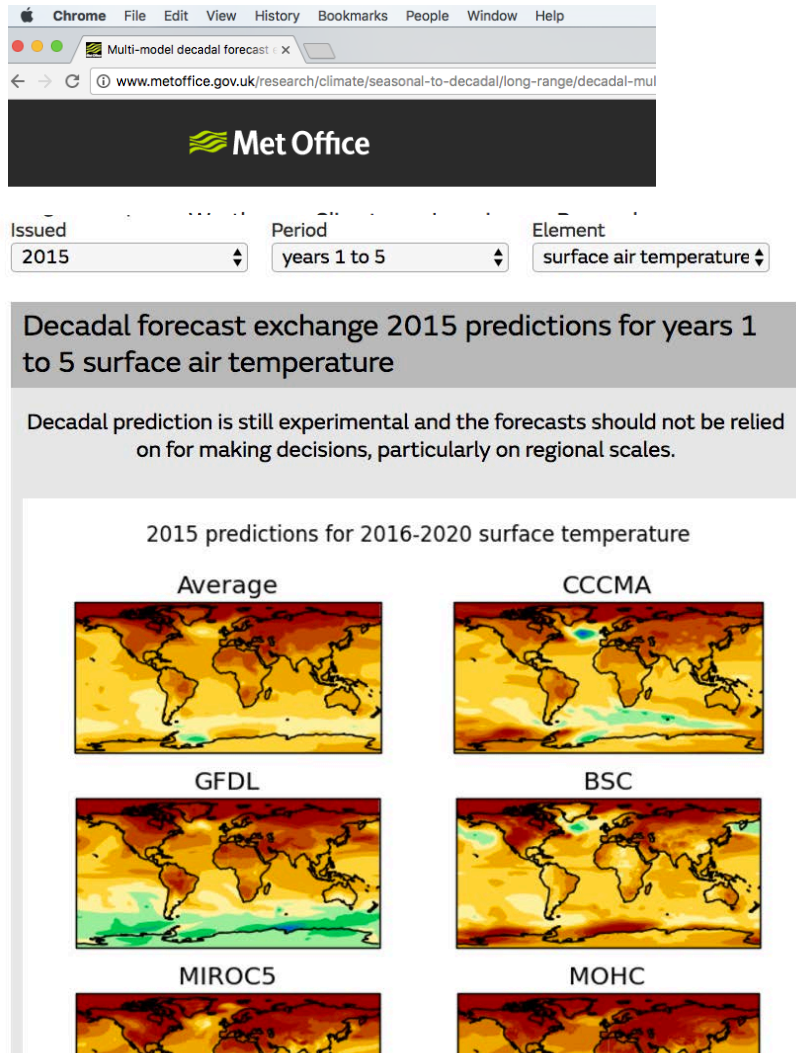 Chrome File Edit View History Bookmarks People Window Help
Multi-model decadal forecast
www.metoffice.gov.uk/research/climate/seasonal-to-decadal/long-range/decadal-mul
Met Office
Issued Period Element
2015 years 1 to 5 surface air temperature
Decadal forecast exchange 2015 predictions for years 1
to 5 surface air temperature
Decadal prediction is still experimental and the forecasts should not be relied
on for making decisions, particularly on regional scales.
2015 predictions for 2016-2020 surface temperature
Average CCCMA
GFDL BSC
MIROC5 MOHC